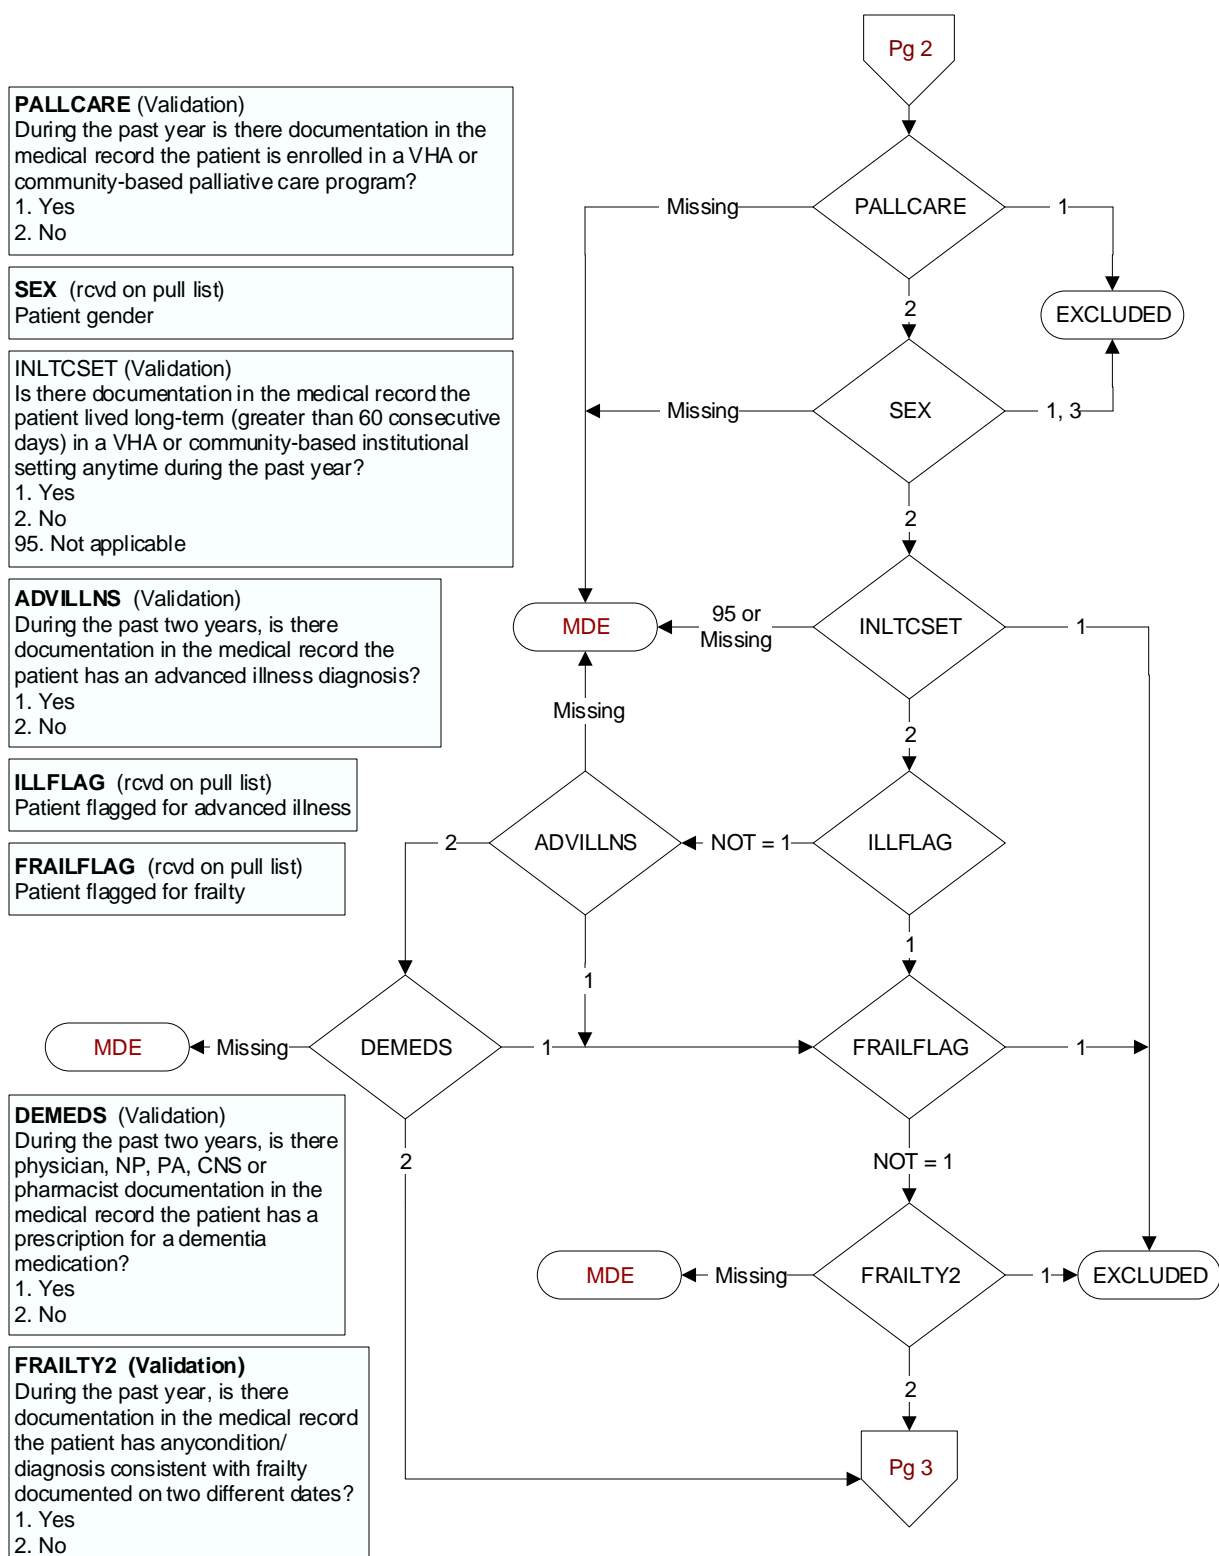 Pg 2
PALLCARE (Validation)
During the past year is there documentation in the
medical record the patient is enrolled in a VHA or
community-based palliative care program?
1. Yes
2. No
SEX (rcvd on pull list)
Patient gender
INLTCSET (Validation)
Is there documentation in the medical record the
patient lived long-term (greater than 60 consecutive
days) in a VHA or community-based institutional
setting anytime during the past year?
1. Yes
2. No
95. Not applicable
ADVILLNS (Validation)
During the past two years, is there
documentation in the medical record the
patient has an advanced illness diagnosis?
1. Yes
2. No
ILLFLAG (rcvd on pull list)
Patient flagged for advanced illness
FRAILFLAG (rcvd on pull list)
Patient flagged for frailty
DEMEDS (Validation)
During the past two years, is there
physician, NP, PA, CNS or
pharmacist documentation in the
medical record the patient has a
prescription for a dementia
medication?
1. Yes
2. No
FRAILTY2 (Validation)
During the past year, is there
documentation in the medical record
the patient has anycondition/
diagnosis consistent with frailty
documented on two different dates?
1. Yes
2. No
Missing
PALLCARE
1
2
EXCLUDED
Missing
SEX
1, 3
2
MDE
95 or
Missing
INLTCSET
1
Missing
2
2
ADVILLNS
NOT = 1
ILLFLAG
1
1
MDE
Missing
DEMEDS
1
FRAILFLAG
1
2
NOT = 1
MDE
Missing
FRAILTY2
1
EXCLUDED
2
Pg 3